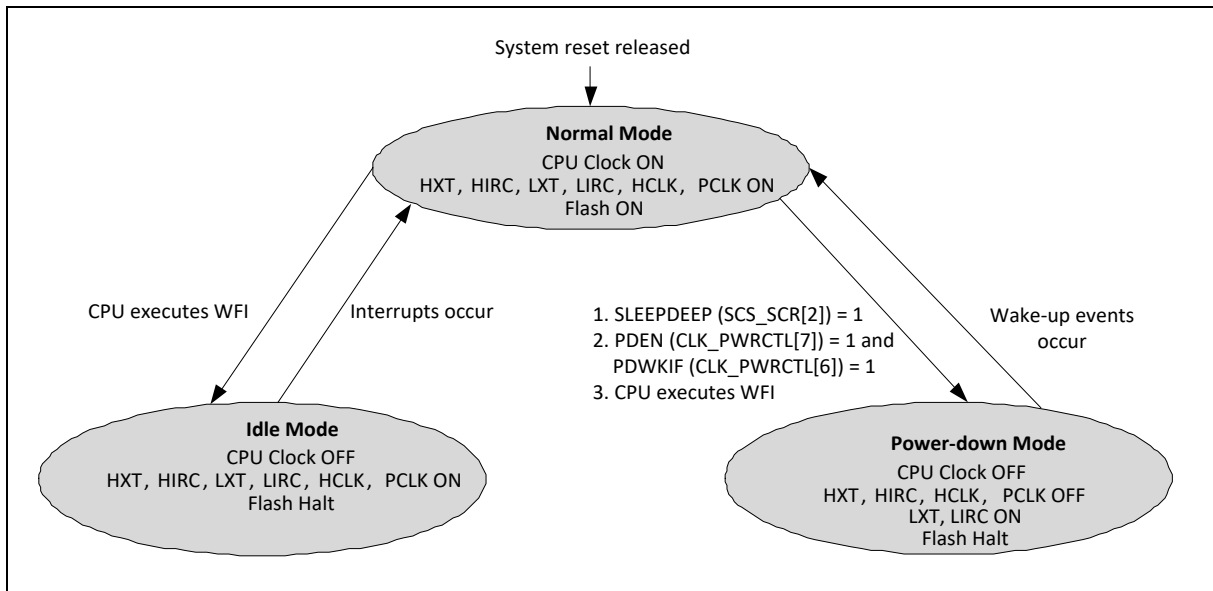 System reset released
Normal Mode
CPU Clock ON
HXT, HIRC, LXT, LIRC, HCLK, PCLK ON
Flash ON
CPU executes WFI
Interrupts occur
1. SLEEPDEEP (SCS_SCR[2]) = 1
2. PDEN (CLK_PWRCTL[7]) = 1 and
PDWKIF (CLK_PWRCTL[6]) = 1
3. CPU executes WFI
Wake-up events
occur
Idle Mode
CPU Clock OFF
HXT, HIRC, LXT, LIRC, HCLK, PCLK ON
Flash Halt
Power-down Mode
CPU Clock OFF
HXT, HIRC, HCLK, PCLK OFF
LXT, LIRC ON
Flash Halt